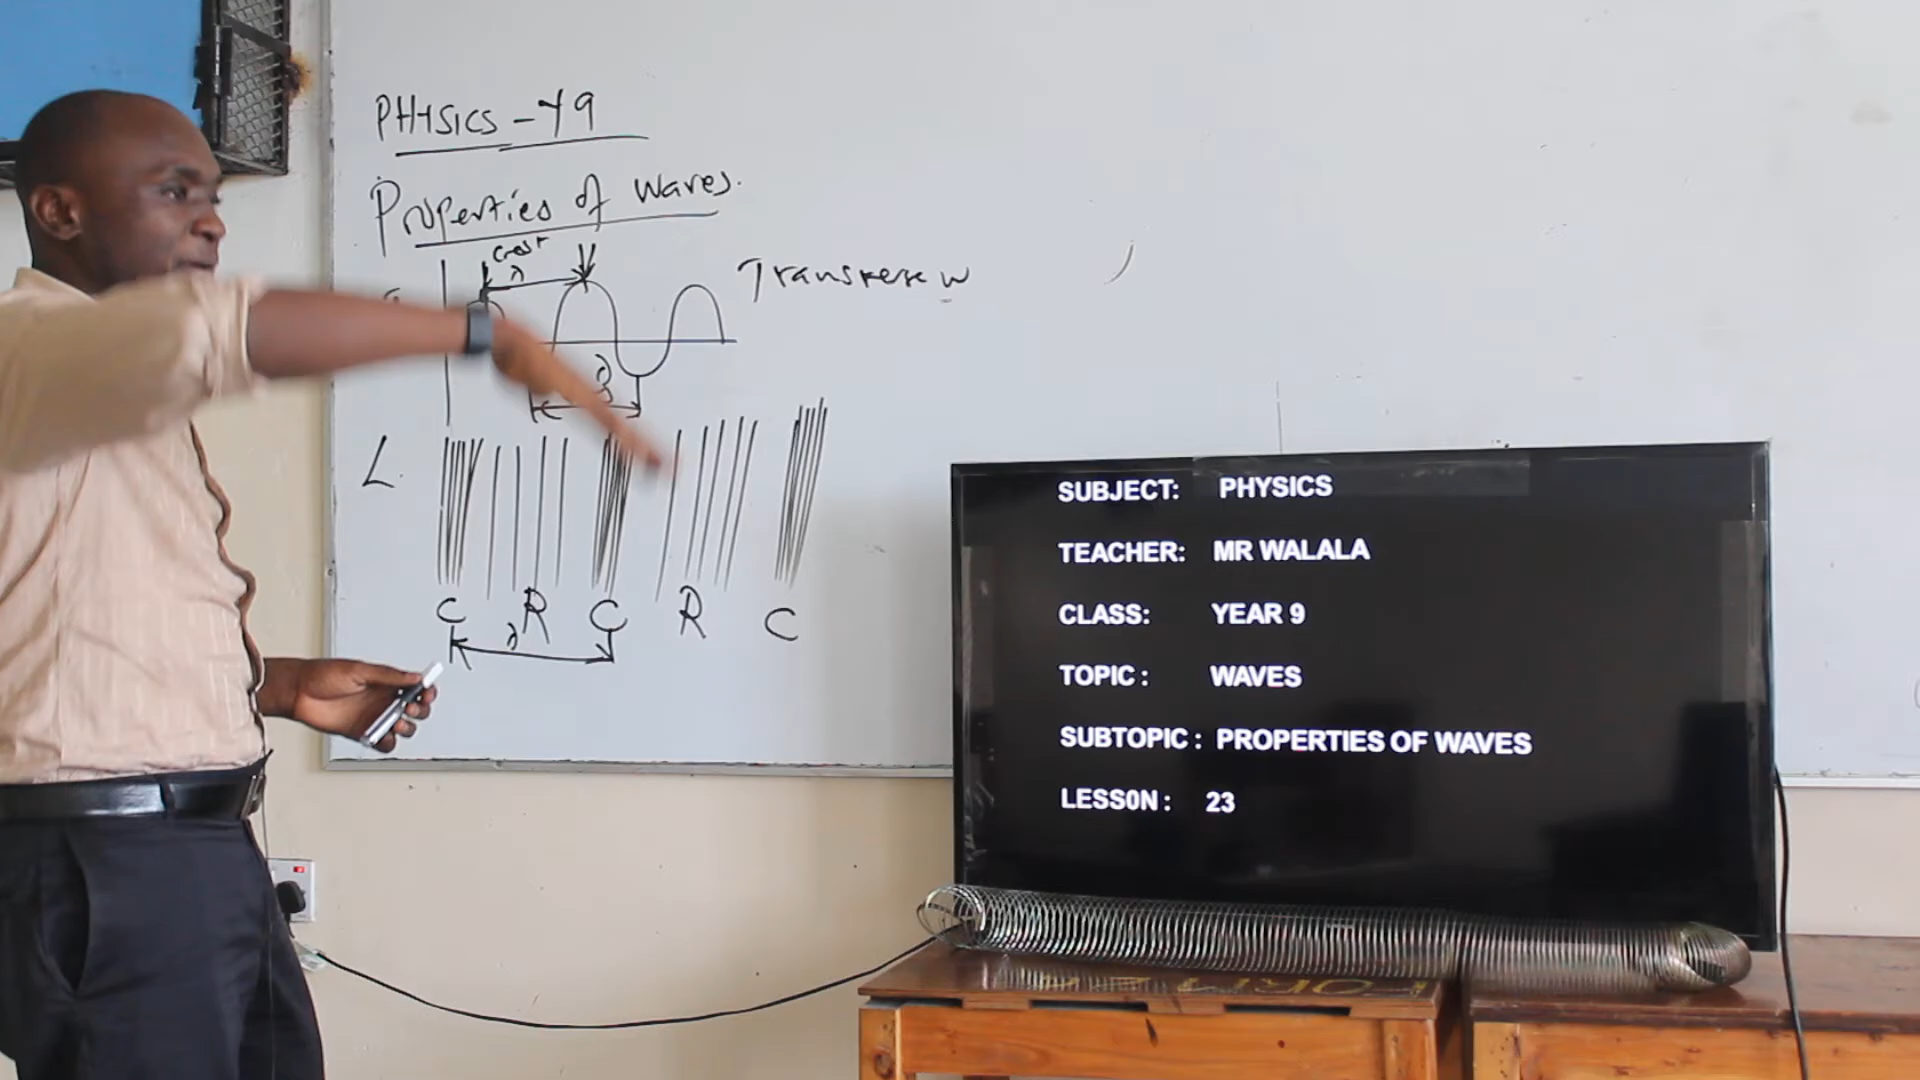 PHYSICS - Y9
Properties of waves.
Crest
λ
Transverse w
λ
L.
C R C R C
λ
SUBJECT: PHYSICS
TEACHER: MR WALALA
CLASS: YEAR 9
TOPIC : WAVES
SUBTOPIC : PROPERTIES OF WAVES
LESS0N : 23